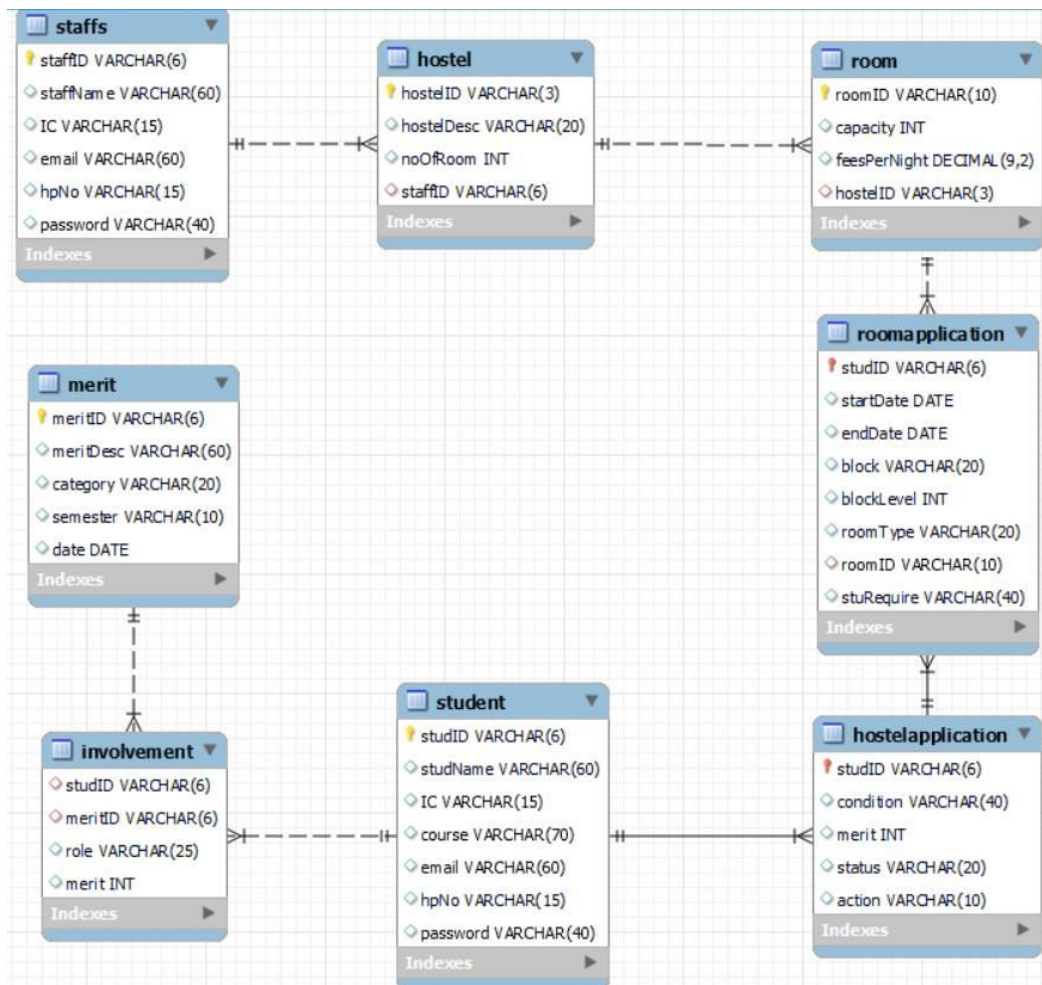 staffs
staffID VARCHAR(6)
staffName VARCHAR(60)
IC VARCHAR(15)
email VARCHAR(60)
hpNo VARCHAR(15)
password VARCHAR(40)
Indexes
hostel
hostelID VARCHAR(3)
hostelDesc VARCHAR(20)
noOfRoom INT
staffID VARCHAR(6)
Indexes
room
roomID VARCHAR(10)
capacity INT
feesPerNight DECIMAL(9,2)
hostelID VARCHAR(3)
Indexes
roomapplication
studID VARCHAR(6)
startDate DATE
endDate DATE
block VARCHAR(20)
blockLevel INT
roomType VARCHAR(20)
roomID VARCHAR(10)
stuRequire VARCHAR(40)
Indexes
merit
meritID VARCHAR(6)
meritDesc VARCHAR(60)
category VARCHAR(20)
semester VARCHAR(10)
date DATE
Indexes
involvement
studID VARCHAR(6)
meritID VARCHAR(6)
role VARCHAR(25)
merit INT
Indexes
student
studID VARCHAR(6)
studName VARCHAR(60)
IC VARCHAR(15)
course VARCHAR(70)
email VARCHAR(60)
hpNo VARCHAR(15)
password VARCHAR(40)
Indexes
hostelapplication
studID VARCHAR(6)
condition VARCHAR(40)
merit INT
status VARCHAR(20)
action VARCHAR(10)
Indexes